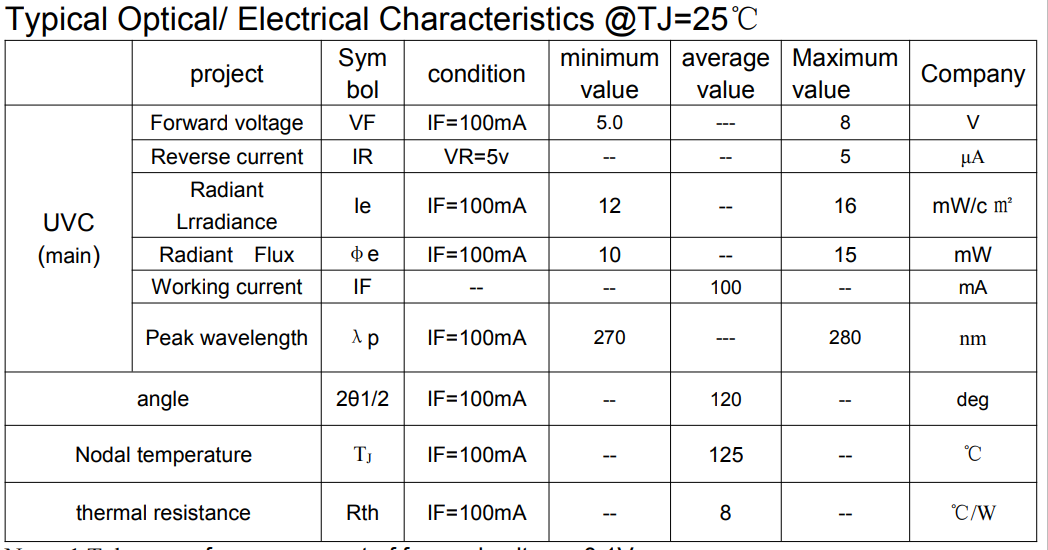 Typical Optical/ Electrical Characteristics @TJ=25℃
project Sym bol condition minimum value average value Maximum value Company
UVC (main)
Forward voltage VF IF=100mA 5.0 --- 8 V
Reverse current IR VR=5v -- -- 5 μA
Radiant Lrradiance Ie IF=100mA 12 -- 16 mW/c m²
Radiant Flux φe IF=100mA 10 -- 15 mW
Working current IF -- -- 100 -- mA
Peak wavelength λp IF=100mA 270 --- 280 nm
angle 2θ1/2 IF=100mA -- 120 -- deg
Nodal temperature TJ IF=100mA -- 125 -- ℃
thermal resistance Rth IF=100mA -- 8 -- ℃/W